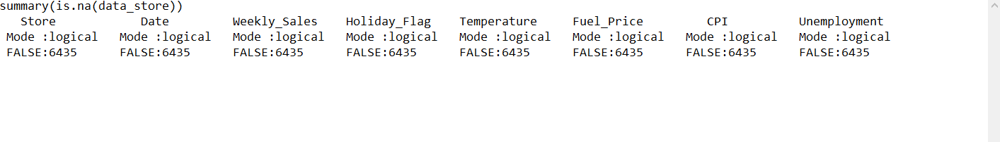 summary(is.na(data_store))
Store Date Weekly_Sales Holiday_Flag Temperature Fuel_Price CPI Unemployment
Mode :logical Mode :logical Mode :logical Mode :logical Mode :logical Mode :logical Mode :logical Mode :logical
FALSE:6435 FALSE:6435 FALSE:6435 FALSE:6435 FALSE:6435 FALSE:6435 FALSE:6435 FALSE:6435